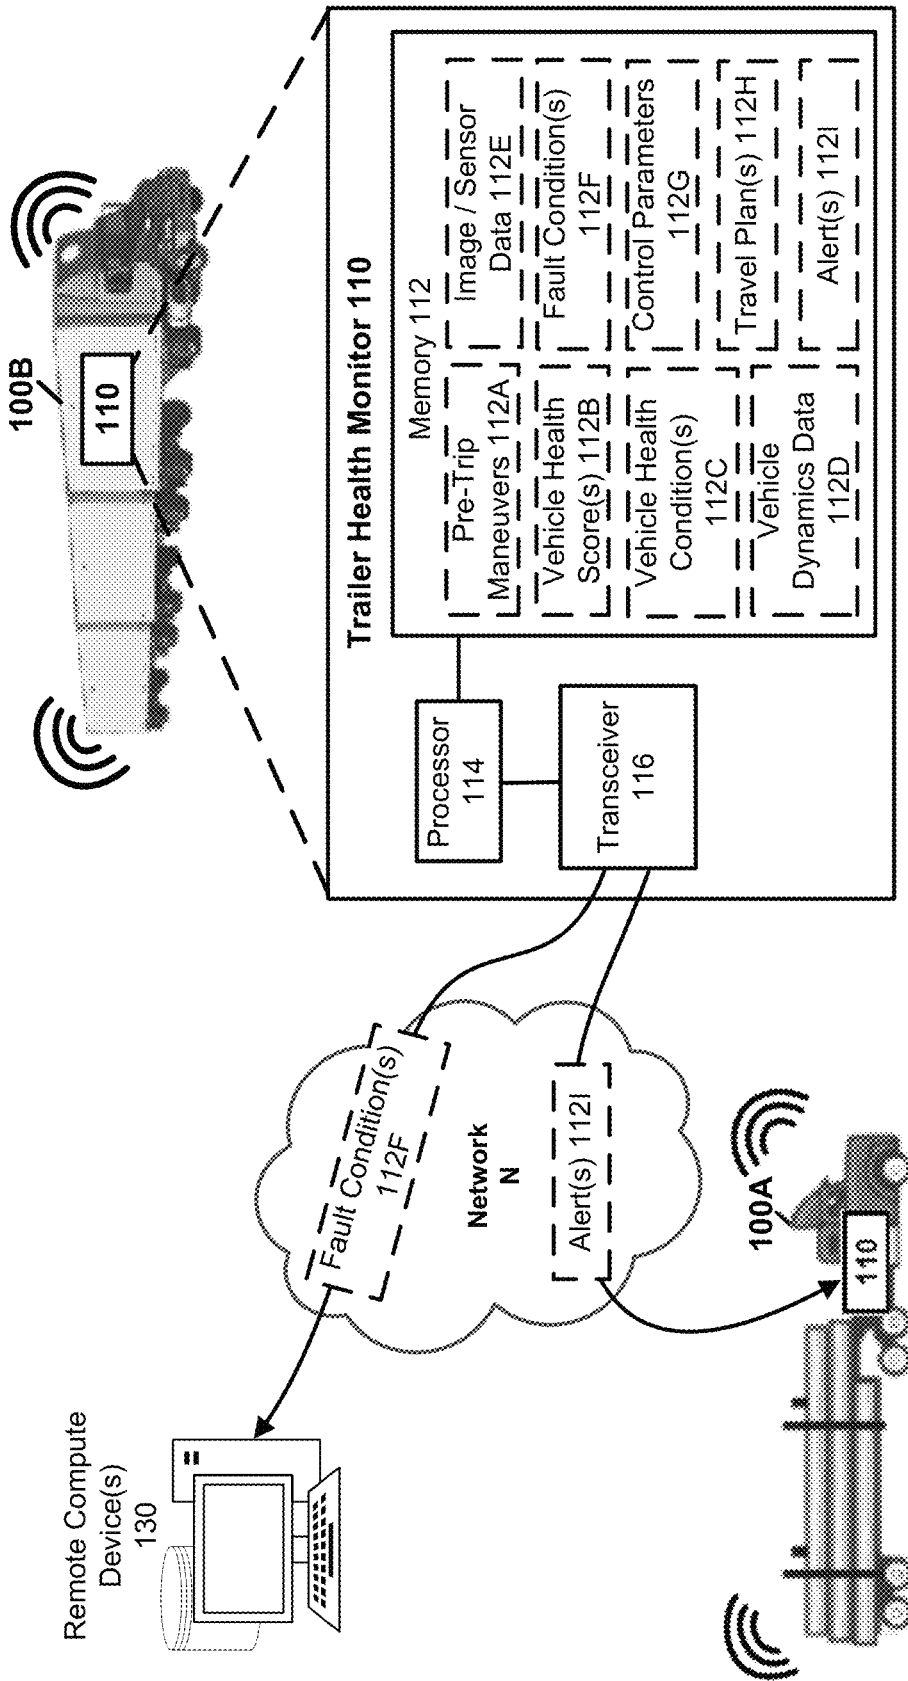 Remote Compute
Device(s)
130
Fault Condition(s)
112F
Network
N
Alert(s) 112I
100A
110
100B
110
Trailer Health Monitor 110
Processor
114
Transceiver
116
Memory 112
Pre-Trip
Maneuvers 112A
Vehicle Health
Score(s) 112B
Vehicle Health
Condition(s)
112C
Vehicle
Dynamics Data
112D
Image / Sensor
Data 112E
Fault Condition(s)
112F
Control Parameters
112G
Travel Plan(s) 112H
Alert(s) 112I